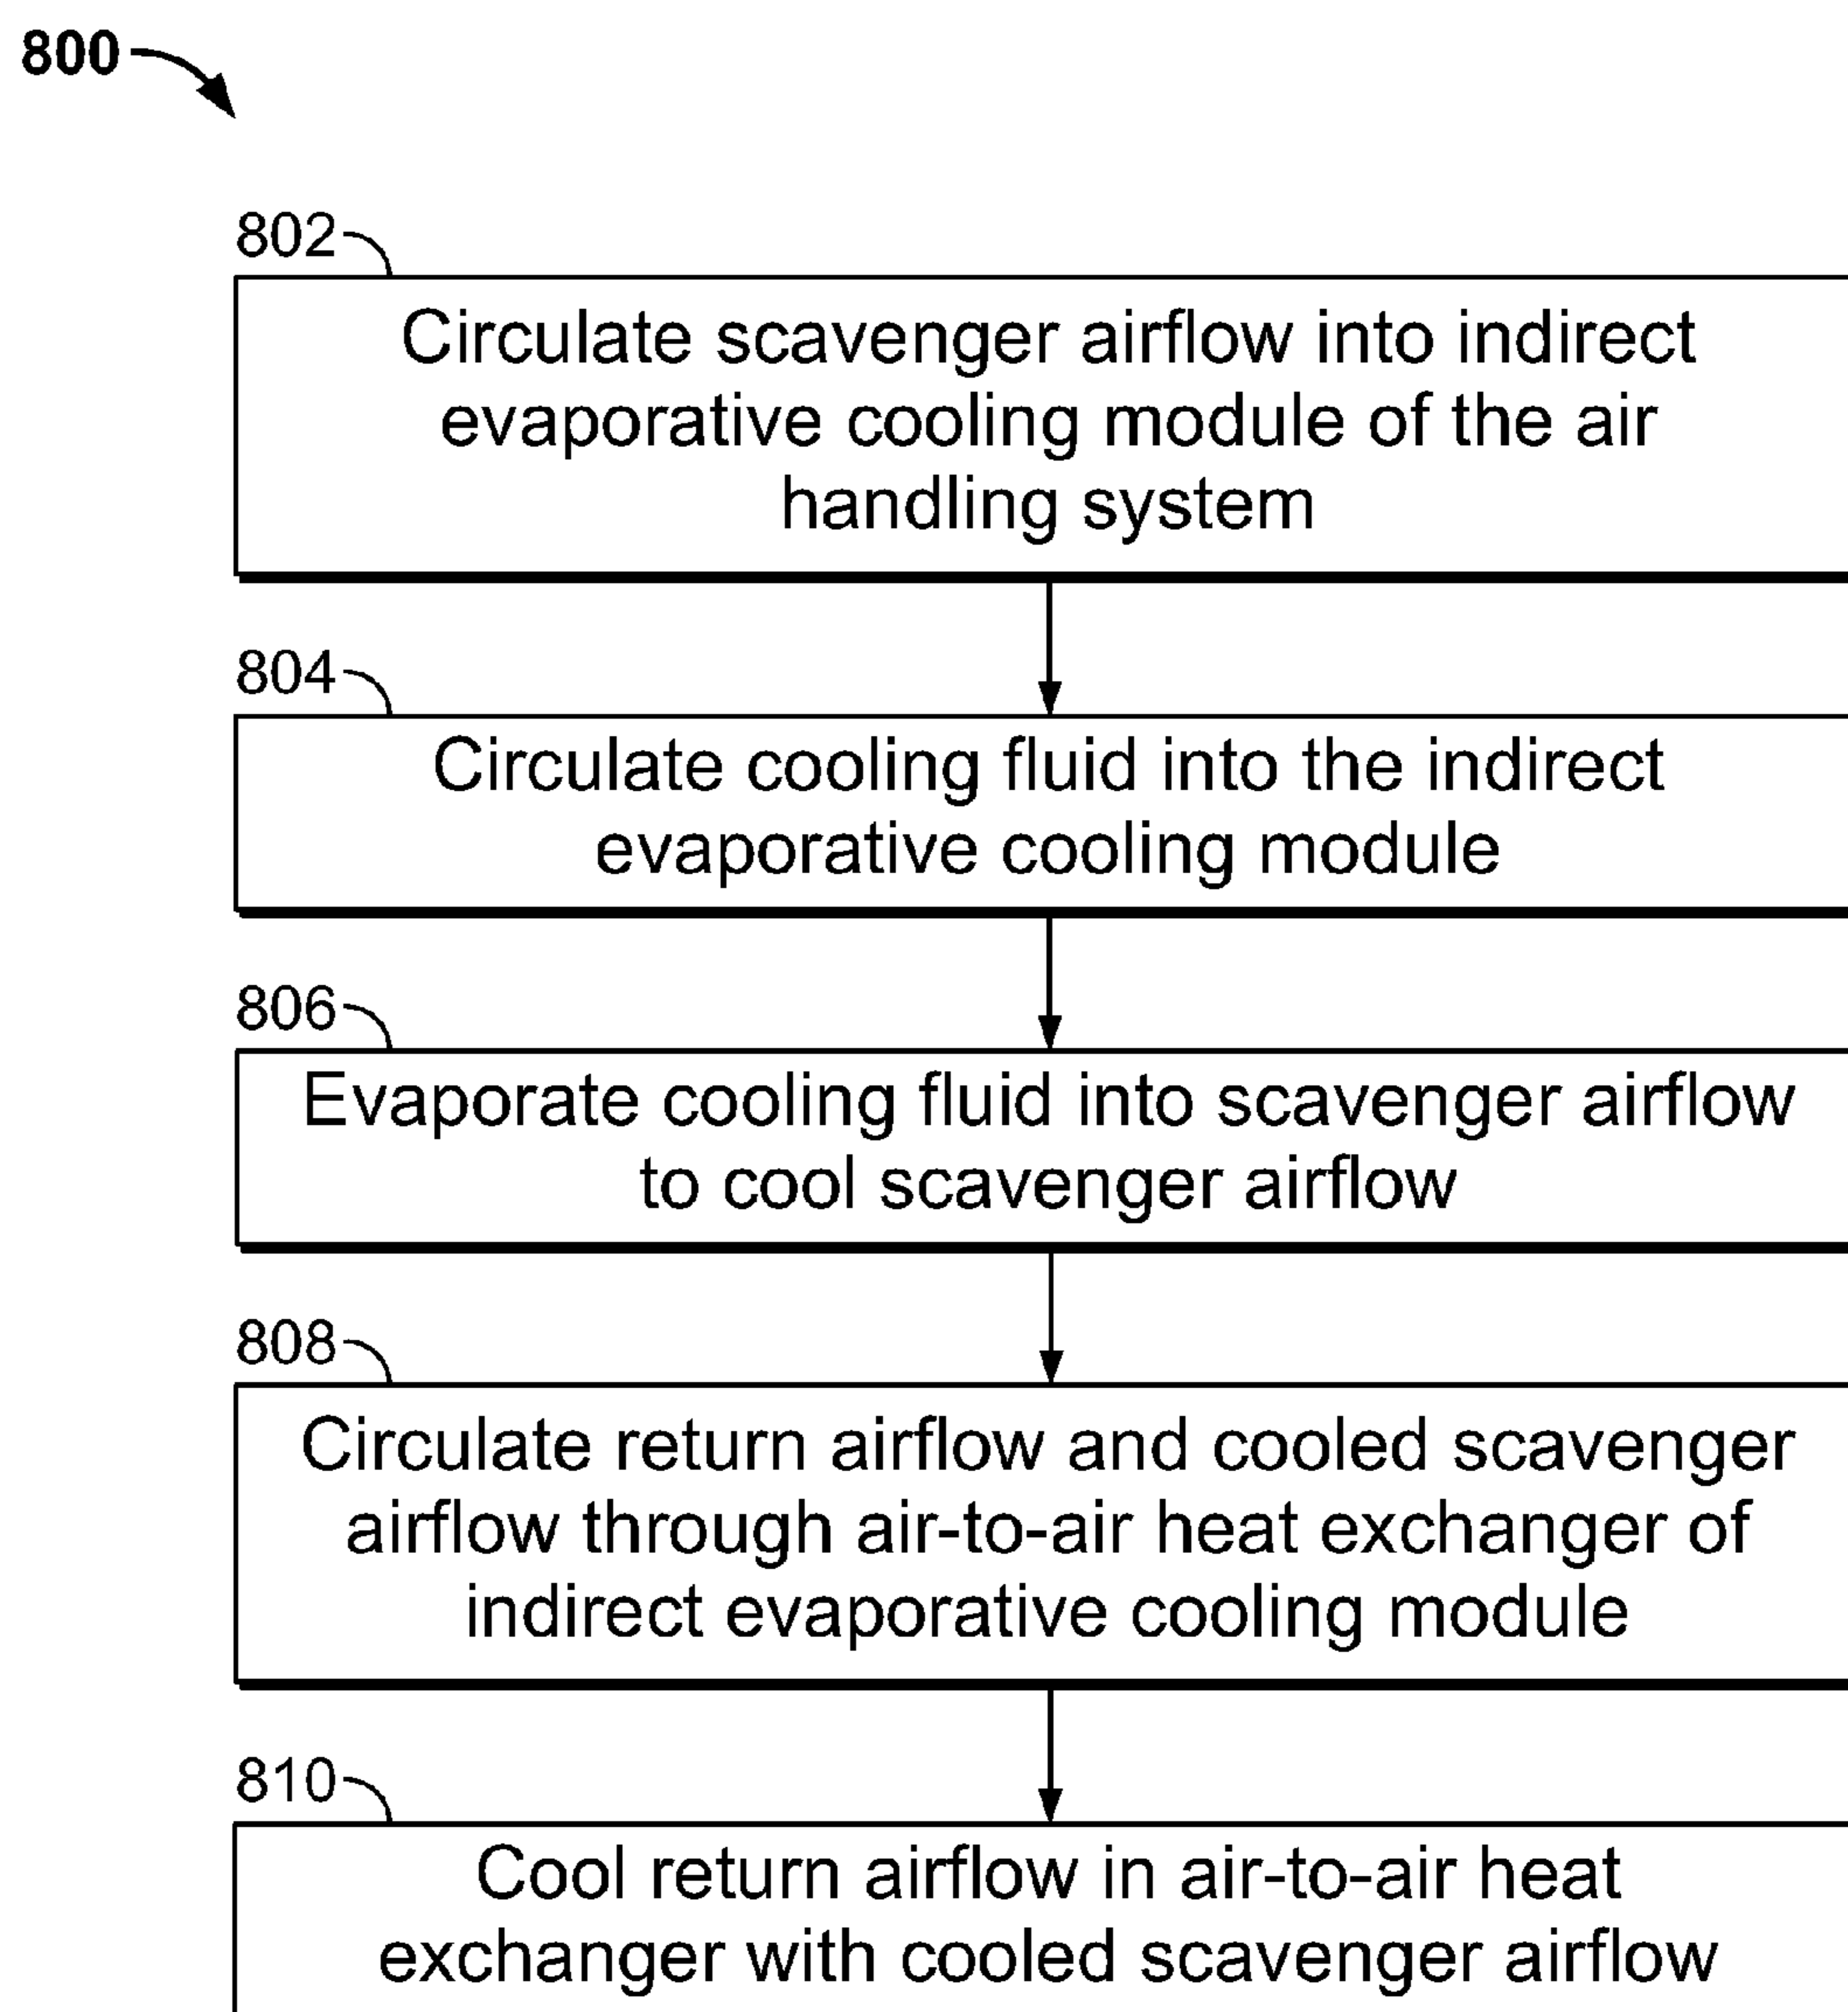 800
802
Circulate scavenger airflow into indirect
evaporative cooling module of the air
handling system
804
Circulate cooling fluid into the indirect
evaporative cooling module
806
Evaporate cooling fluid into scavenger airflow
to cool scavenger airflow
808
Circulate return airflow and cooled scavenger
airflow through air-to-air heat exchanger of
indirect evaporative cooling module
810
Cool return airflow in air-to-air heat
exchanger with cooled scavenger airflow